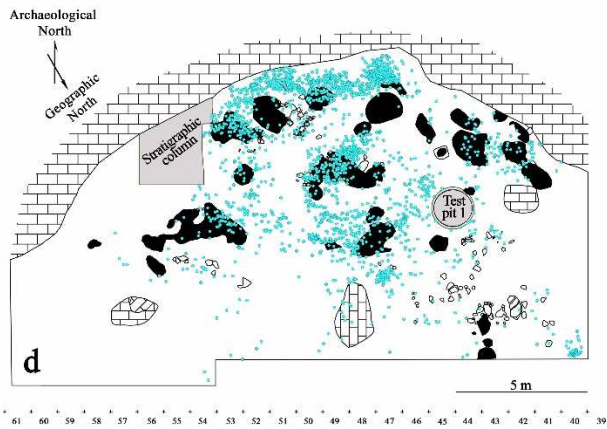 Archaeological
North
Geographic
North
Stratigraphic
column
Test
pit 1
d
5 m
61 60 59 58 57 56 55 54 53 52 51 50 49 48 47 46 45 44 43 42 41 40 39